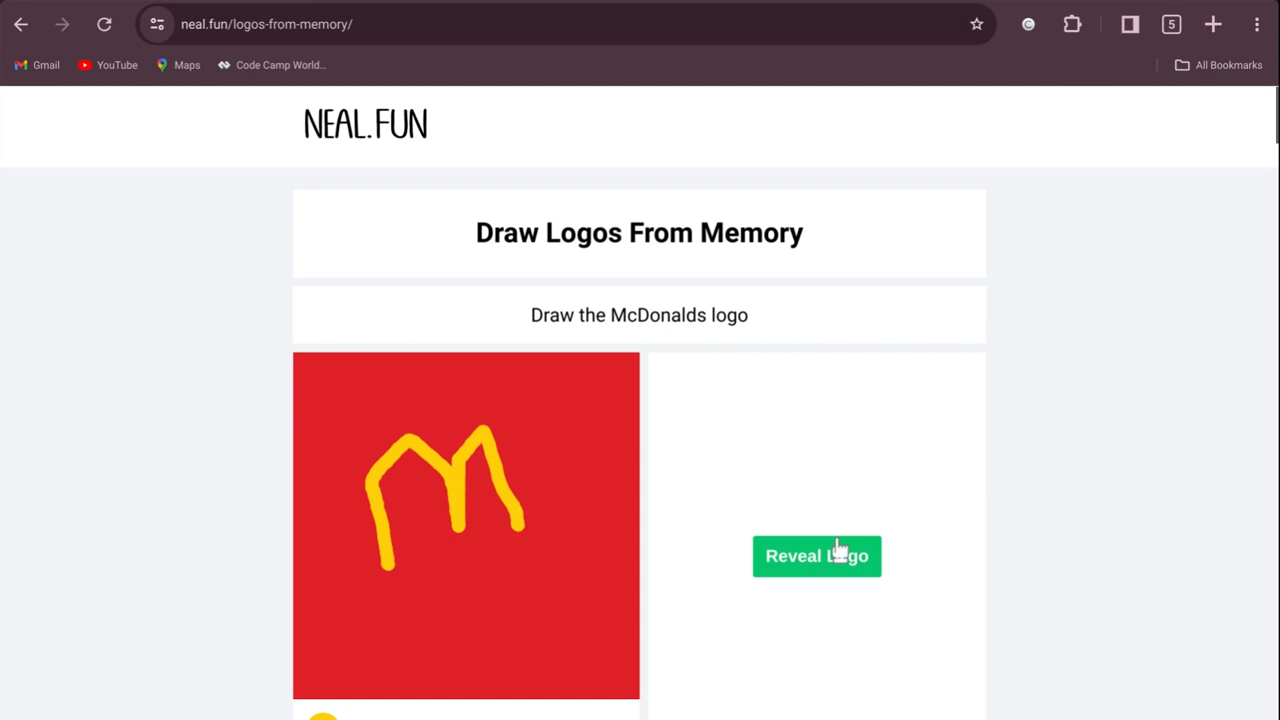 neal.fun/logos-from-memory/
5
Gmail
YouTube
Maps
Code Camp World...
All Bookmarks
NEAL.FUN
Draw Logos From Memory
Draw the McDonalds logo
M
Reveal Logo